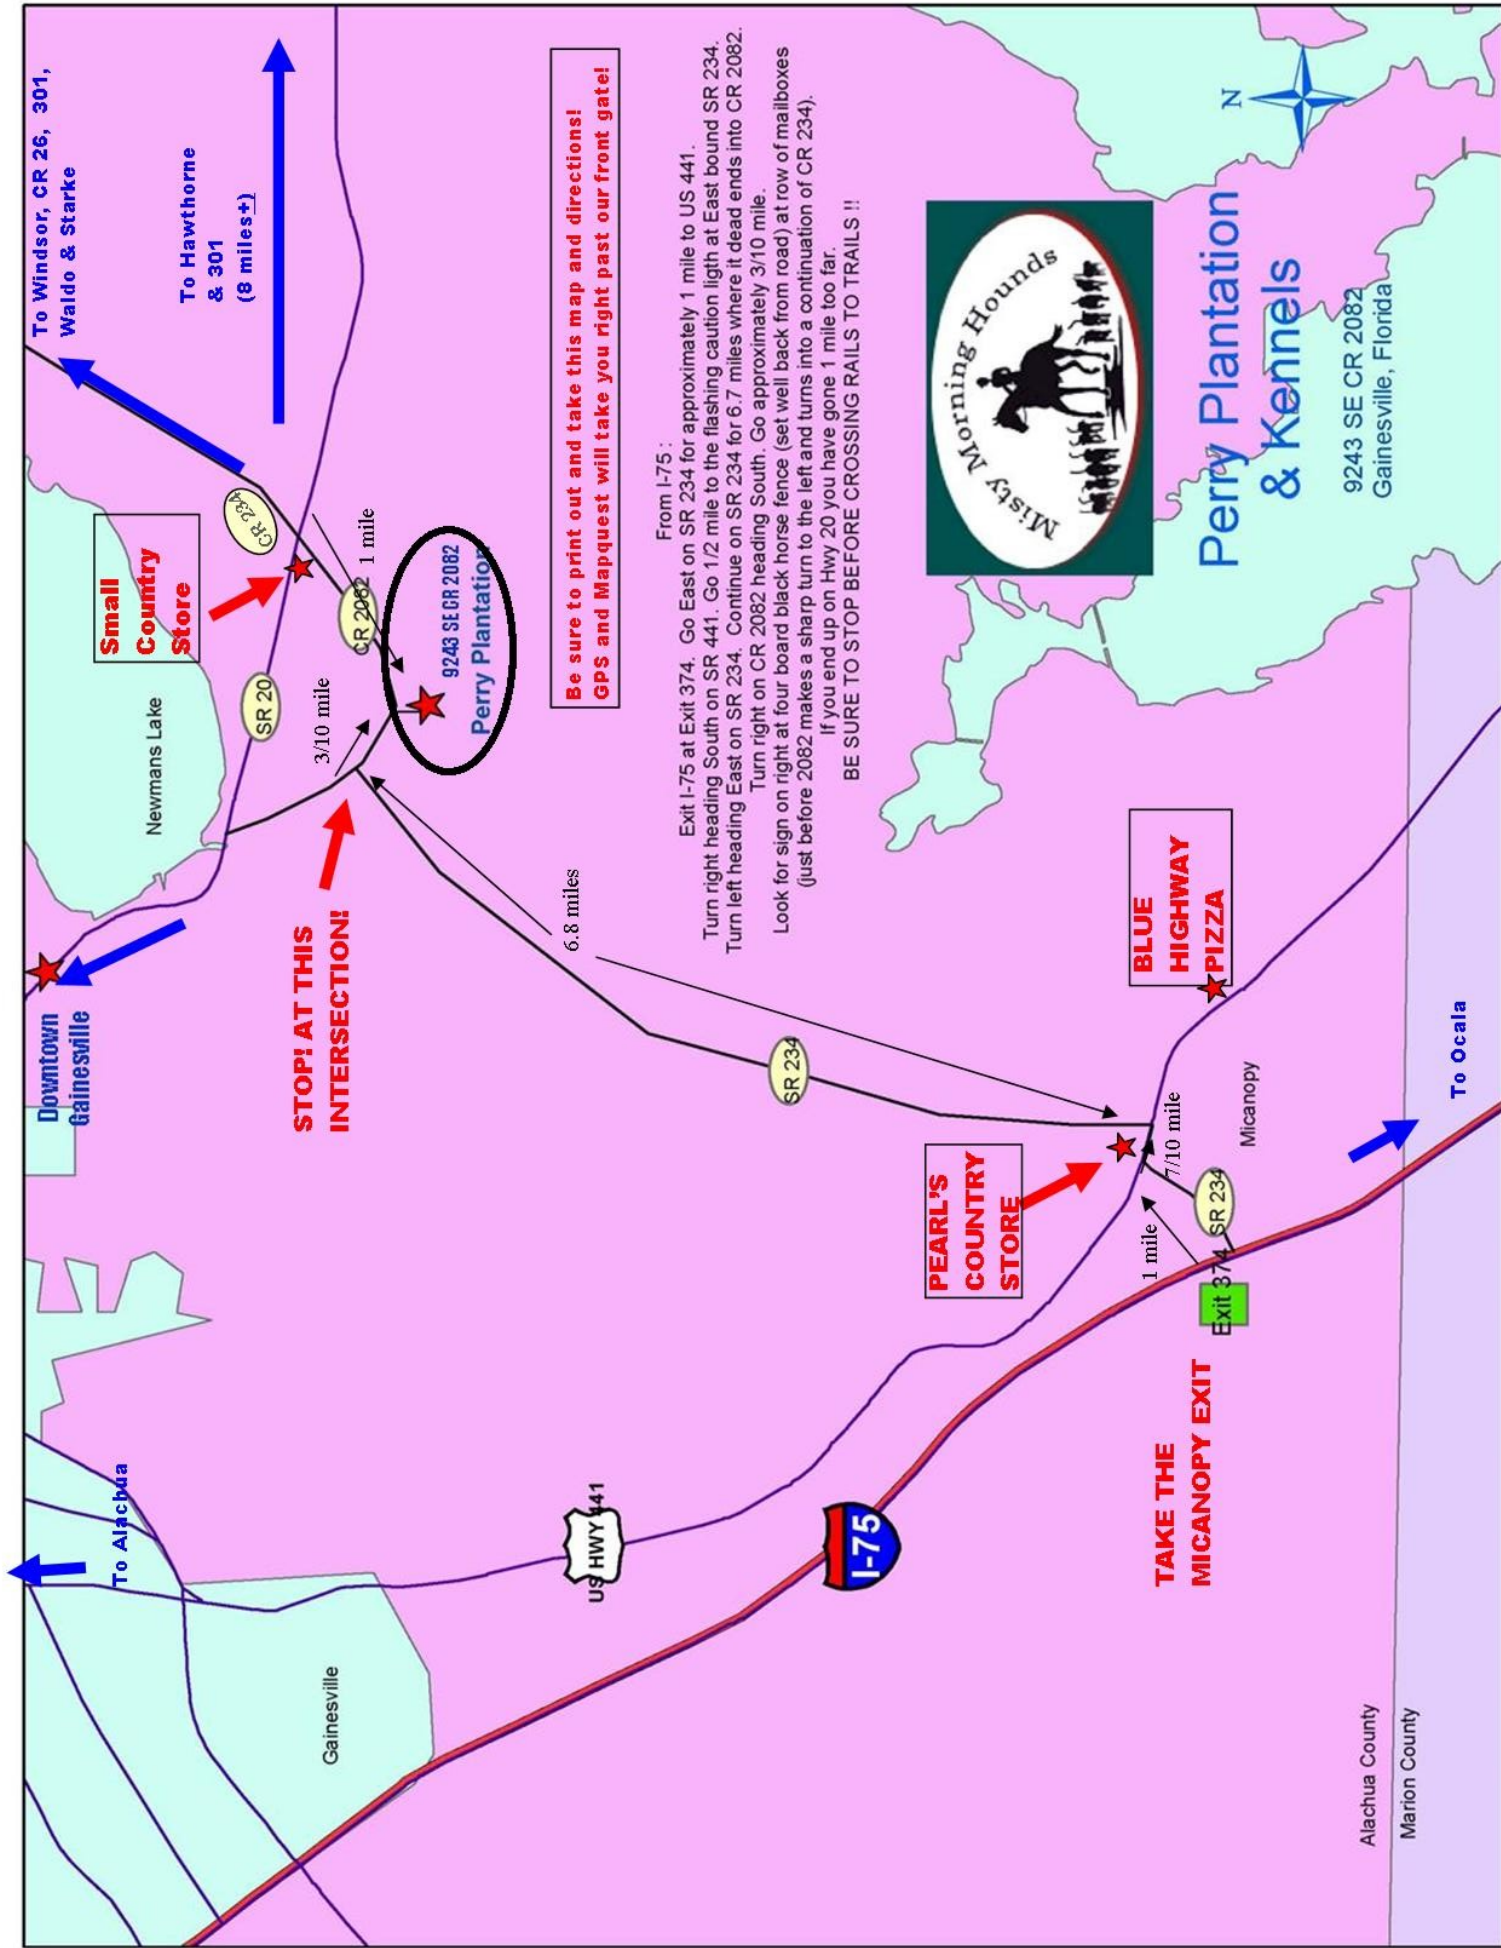 To Windsor, CR 26, 301,
Waldo & Starke
To Hawthorne
& 301
(8 miles+)
Small
Country
Store
CR 234
Newmans Lake
SR 20
CR 2082
1 mile
3/10 mile
9243 SE CR 2082
Perry Plantation
Downtown
Gainesville
STOP! AT THIS
INTERSECTION!
Be sure to print out and take this map and directions!
GPS and Mapquest will take you right past our front gate!
From I-75 :
Exit I-75 at Exit 374. Go East on SR 234 for approximately 1 mile to US 441.
Turn right heading South on SR 441. Go 1/2 mile to the flashing caution ligth at East bound SR 234.
Turn left heading East on SR 234. Continue on SR 234 for 6.7 miles where it dead ends into CR 2082.
Turn right on CR 2082 heading South. Go approximately 3/10 mile.
Look for sign on right at four board black horse fence (set well back from road) at row of mailboxes
(just before 2082 makes a sharp turn to the left and turns into a continuation of CR 234).
If you end up on Hwy 20 you have gone 1 mile too far.
BE SURE TO STOP BEFORE CROSSING RAILS TO TRAILS !!
6.8 miles
SR 234
To Alachua
Gainesville
US HWY 441
I-75
PEARL'S
COUNTRY
STORE
BLUE
HIGHWAY
PIZZA
7/10 mile
1 mile
SR 234
Exit 374
Micanopy
TAKE THE
MICANOPY EXIT
To Ocala
Alachua County
Marion County
Misty Morning Hounds
N
Perry Plantation
& Kennels
9243 SE CR 2082
Gainesville, Florida